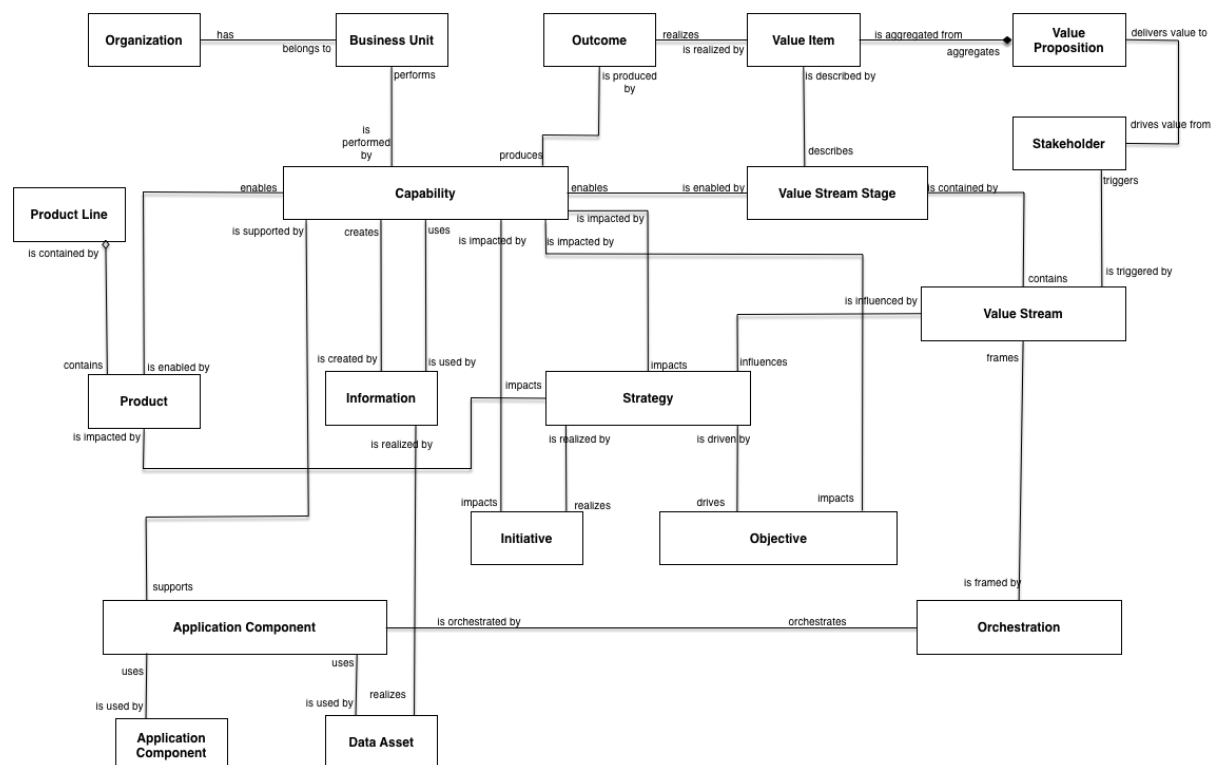 Organization
has
belongs to
Business Unit
Outcome
realizes
is realized by
Value Item
is aggregated from
aggregates
Value
Proposition
delivers value to
performs
is produced
by
is described by
is
performed
by
produces
describes
Stakeholder
drives value from
triggers
Product Line
is contained by
enables
Capability
enables
is enabled by
Value Stream Stage
is contained by
is supported by
creates
uses
is impacted by
is impacted by
is impacted by
contains
is triggered by
is influenced by
Value Stream
frames
contains
is enabled by
is created by
is used by
impacts
impacts
influences
Product
Information
Strategy
is impacted by
is realized by
is realized by
is driven by
impacts
realizes
drives
impacts
Initiative
Objective
supports
is framed by
Application Component
is orchestrated by
orchestrates
Orchestration
uses
uses
is used by
is used by
realizes
Application
Component
Data Asset